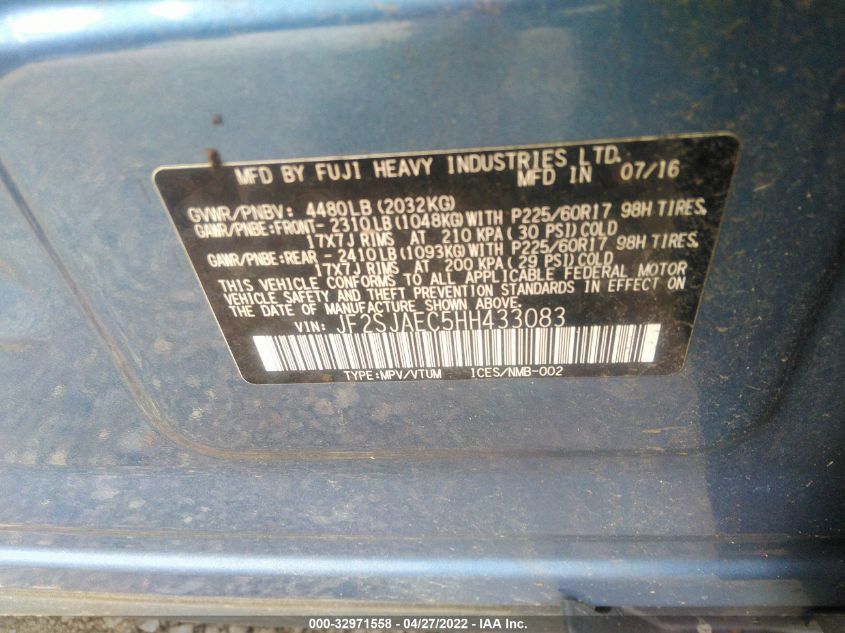 MFD BY FUJI HEAVY INDUSTRIES LTD.
MFD IN 07/16
GVWR/PNBV: 4480LB (2032KG)
GAWR/PNBE:FRONT- 2310LB(1048KG)WITH P225/60R17 98H TIRES.
17X7J RIMS AT 210 KPA ( 30 PSI)COLD
GAWR/PNBE:REAR - 2410LB(1093KG)WITH P225/60R17 98H TIRES.
17X7J RIMS AT 200 KPA ( 29 PSI)COLD
THIS VEHICLE CONFORMS TO ALL APPLICABLE FEDERAL MOTOR
VEHICLE SAFETY AND THEFT PREVENTION STANDARDS IN EFFECT ON
THE DATE OF MANUFACTURE SHOWN ABOVE.
VIN: JF2SJAEC5HH433083
TYPE:MPV/VTUM ICES/NMB-002
000-32971558 - 04/27/2022 - IAA Inc.